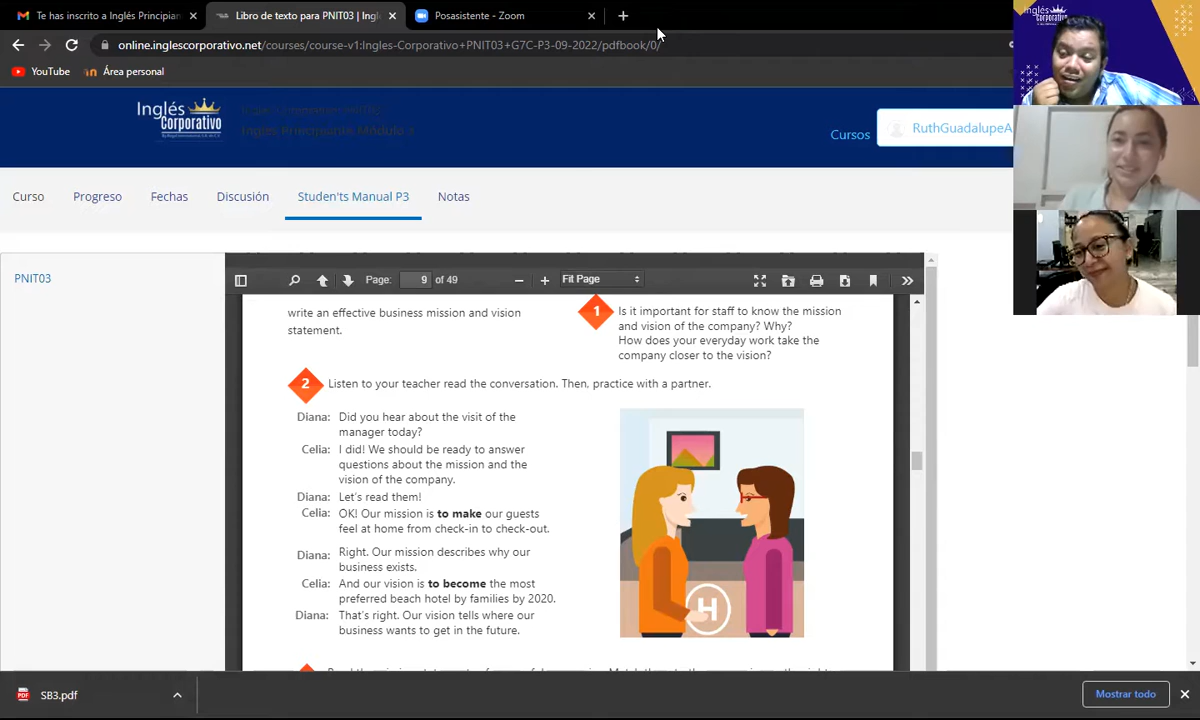 Te has inscrito a Inglés Principian
Libro de texto para PNIT03 | Ingl
Posasistente - Zoom
online.inglescorporativo.net/courses/course-v1:Ingles-Corporativo+PNIT03+G7C-P3-09-2022/pdfbook/0/
YouTube
Área personal
Inglés
Corporativo
Inglés Principiante Módulo
Cursos
RuthGuadalupeA
Curso
Progreso
Fechas
Discusión
Studen'ts Manual P3
Notas
PNIT03
Page: 9 of 49
Fit Page
write an effective business mission and vision
statement.
1
Is it important for staff to know the mission
and vision of the company? Why?
How does your everyday work take the
company closer to the vision?
2
Listen to your teacher read the conversation. Then, practice with a partner.
Diana: Did you hear about the visit of the
manager today?
Celia: I did! We should be ready to answer
questions about the mission and the
vision of the company.
Diana: Let's read them!
Celia: OK! Our mission is to make our guests
feel at home from check-in to check-out.
Diana: Right. Our mission describes why our
business exists.
Celia: And our vision is to become the most
preferred beach hotel by families by 2020.
Diana: That's right. Our vision tells where our
business wants to get in the future.
H
SB3.pdf
Mostrar todo
Inglés
Corporativo